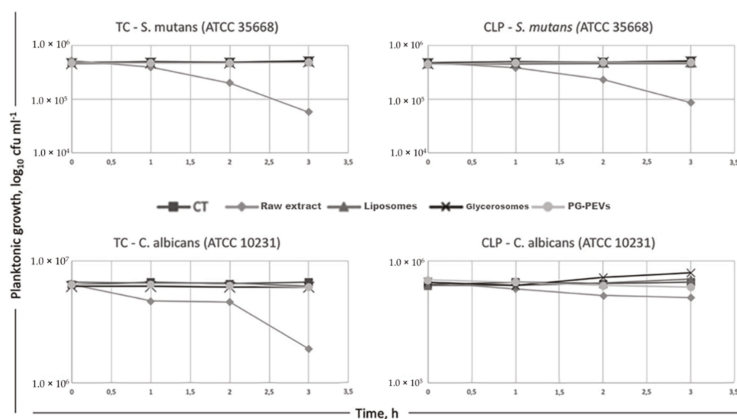 TC - S. mutans (ATCC 35668)
CLP - S. mutans (ATCC 35668)
1.0 × 10⁶
1.0 × 10⁵
1.0 × 10⁴
0 0,5 1 1,5 2 2,5 3 3,5
1.0 × 10⁶
1.0 × 10⁵
1.0 × 10⁴
0 0,5 1 1,5 2 2,5 3 3,5
Planktonic growth, log₁₀ cfu ml⁻¹
CT Raw extract Liposomes Glycerosomes PG-PEVs
TC - C. albicans (ATCC 10231)
CLP - C. albicans (ATCC 10231)
1.0 × 10⁷
1.0 × 10⁶
0 0,5 1 1,5 2 2,5 3 3,5
1.0 × 10⁶
1.0 × 10⁵
0 0,5 1 1,5 2 2,5 3 3,5
Time, h